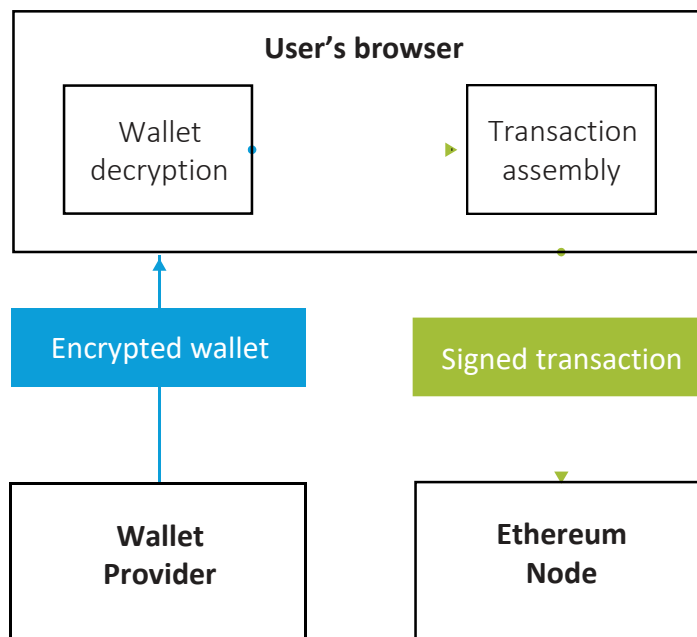 User’s browser
Wallet
decryption
Transaction
assembly
Encrypted wallet
Signed transaction
Wallet
Provider
Ethereum
Node